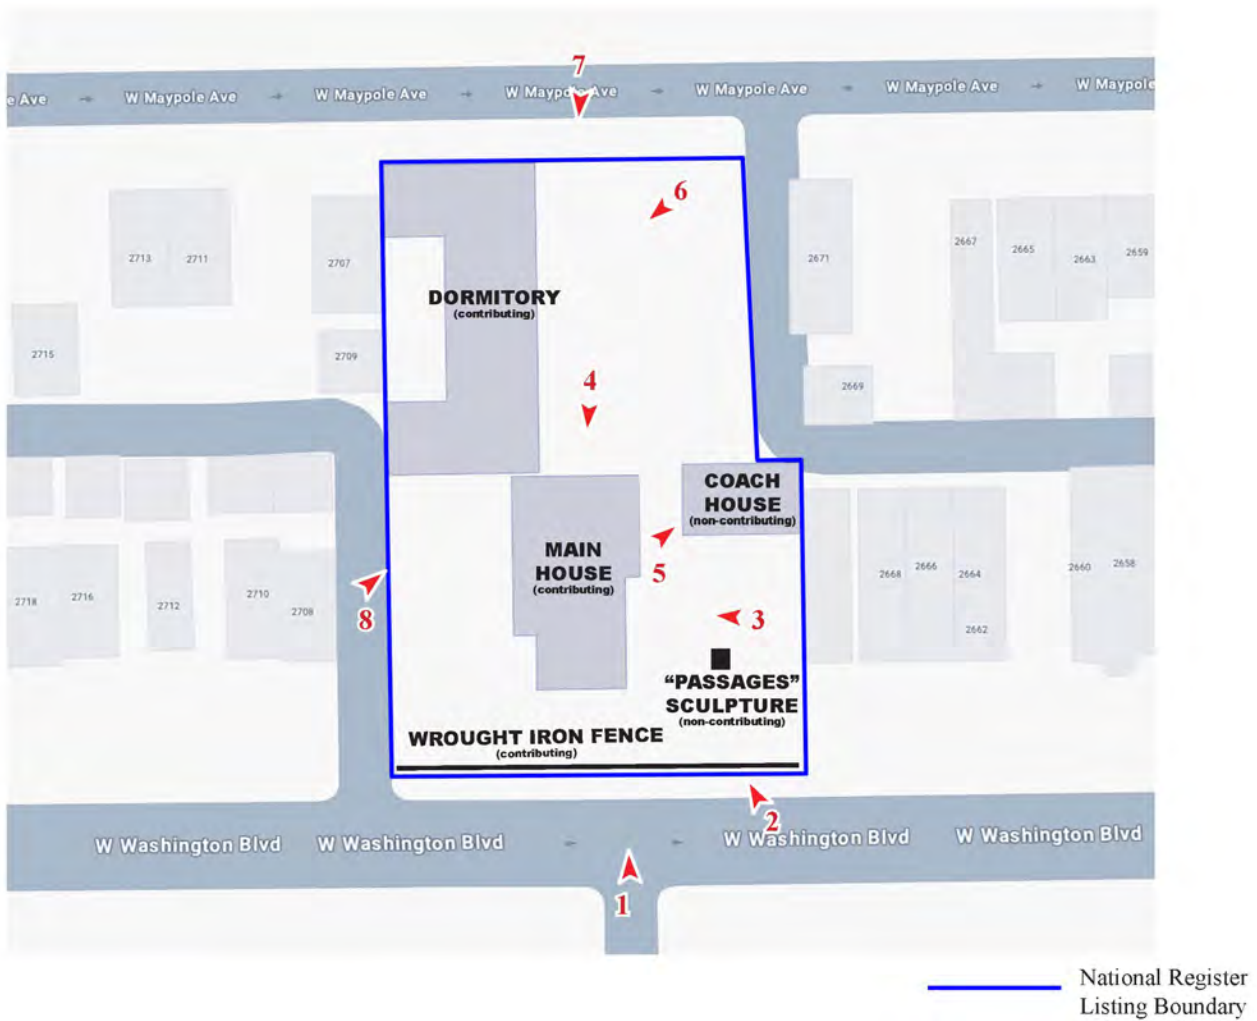 7
e Ave
W Maypole Ave
W Maypole Ave
W Maypole Ave
W Maypole Ave
W Maypole Ave
W Maypole
6
2713
2711
2707
2671
2667
2665
2663
2659
DORMITORY
(contributing)
2715
2709
4
2669
COACH
HOUSE
(non-contributing)
MAIN
HOUSE
(contributing)
5
2718
2716
2712
2710
2708
8
2668
2666
2664
2662
2660
2658
3
“PASSAGES”
SCULPTURE
(non-contributing)
WROUGHT IRON FENCE
(contributing)
2
W Washington Blvd
W Washington Blvd
W Washington Blvd
W Washington Blvd
1
National Register
Listing Boundary